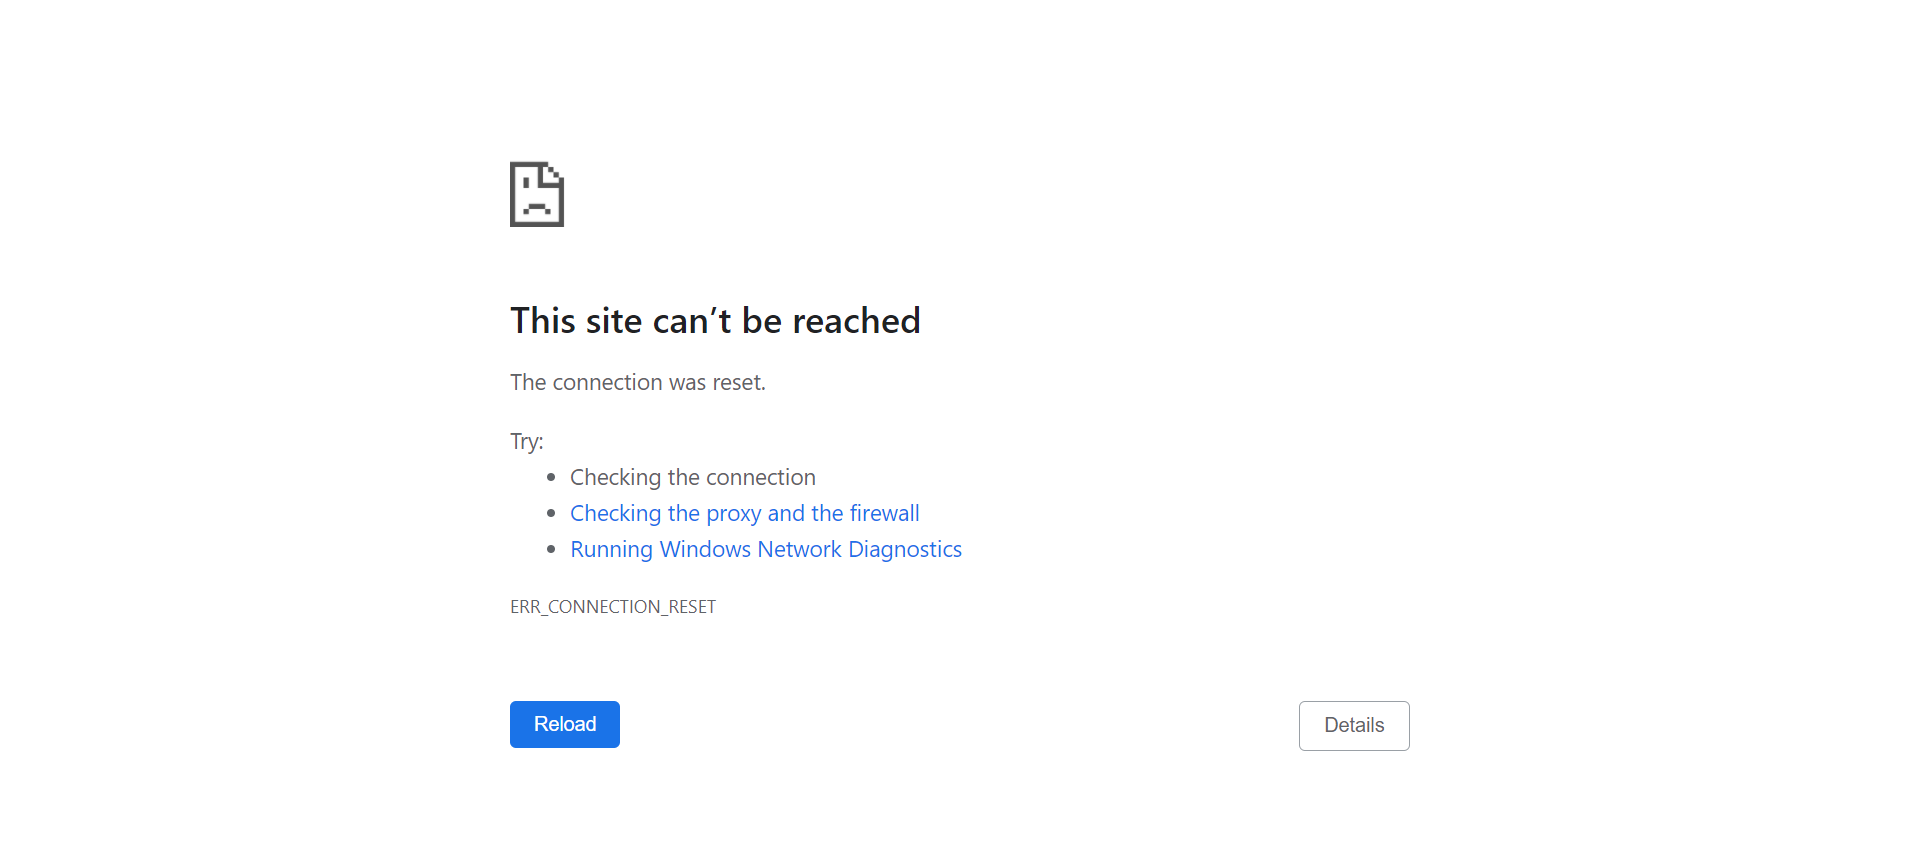 This site can’t be reached
The connection was reset.
Try:
Checking the connection
Checking the proxy and the firewall
Running Windows Network Diagnostics
ERR_CONNECTION_RESET
Reload
Details